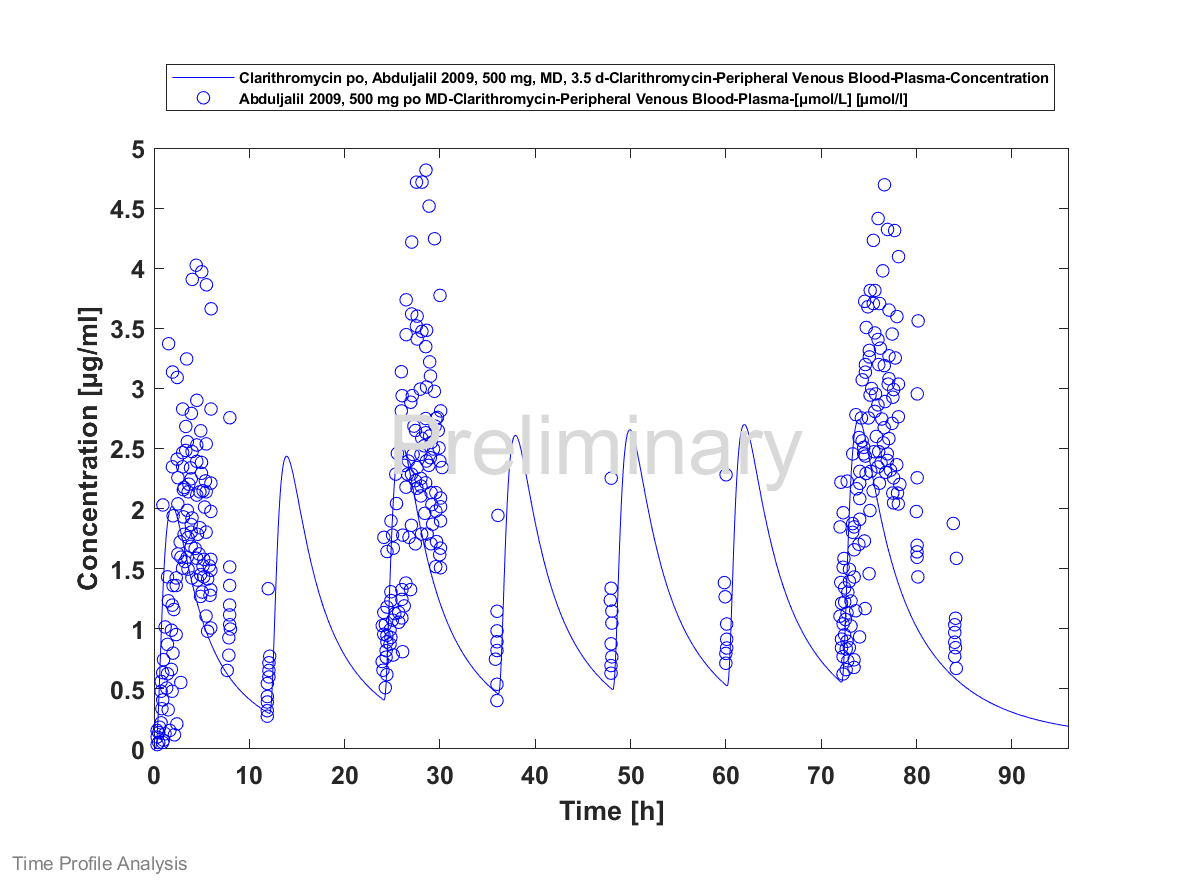 Clarithromycin po, Abduljalil 2009, 500 mg, MD, 3.5 d-Clarithromycin-Peripheral Venous Blood-Plasma-Concentration
Abduljalil 2009, 500 mg po MD-Clarithromycin-Peripheral Venous Blood-Plasma-[µmol/L] [µmol/l]
5
4.5
4
3.5
3
2.5
2
1.5
1
0.5
0
Concentration [µg/ml]
Preliminary
0 10 20 30 40 50 60 70 80 90
Time [h]
Time Profile Analysis